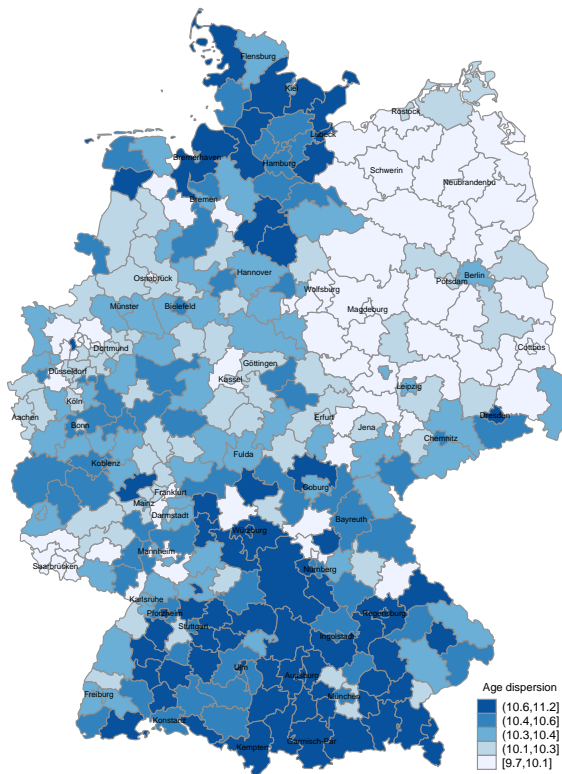 Flensburg
Kiel
Rostock
Lübeck
Bremerhaven
Hamburg
Schwerin
Neubrandenbu
Bremen
Osnabrück
Hannover
Wolfsburg
Berlin
Potsdam
Münster
Bielefeld
Magdeburg
Cottbus
Dortmund
Göttingen
Düsseldorf
Kassel
Leipzig
Köln
Aachen
Erfurt
Dresden
Bonn
Jena
Chemnitz
Koblenz
Fulda
Frankfurt
Coburg
Mainz
Darmstadt
Würzburg
Bayreuth
Mannheim
Saarbrücken
Nürnberg
Karlsruhe
Pforzheim
Regensburg
Stuttgart
Ingolstadt
Ulm
Augsburg
Freiburg
München
Konstanz
Kempten
Garmisch-Par
Age dispersion
(10.6,11.2]
(10.4,10.6]
(10.3,10.4]
(10.1,10.3]
[9.7,10.1]